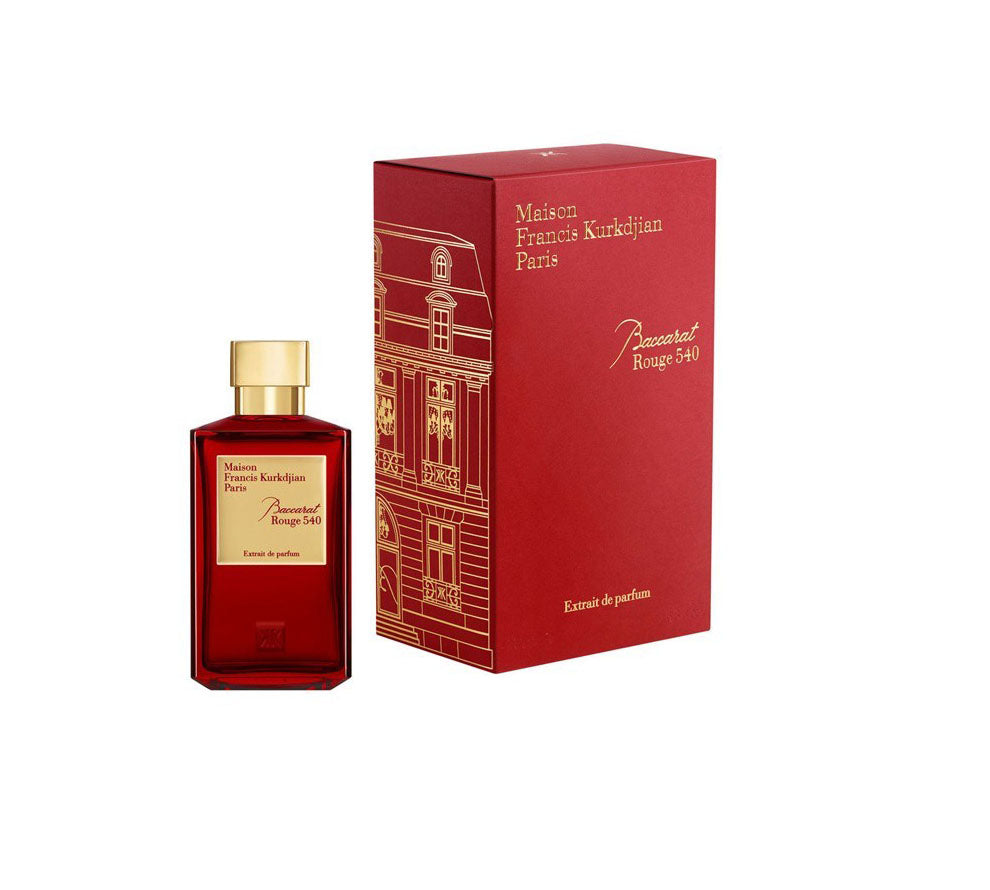 Maison
Francis Kurkdjian
Paris
Baccarat
Rouge 540
Extrait de parfum
Maison
Francis Kurkdjian
Paris
Baccarat
Rouge 540
Extrait de parfum